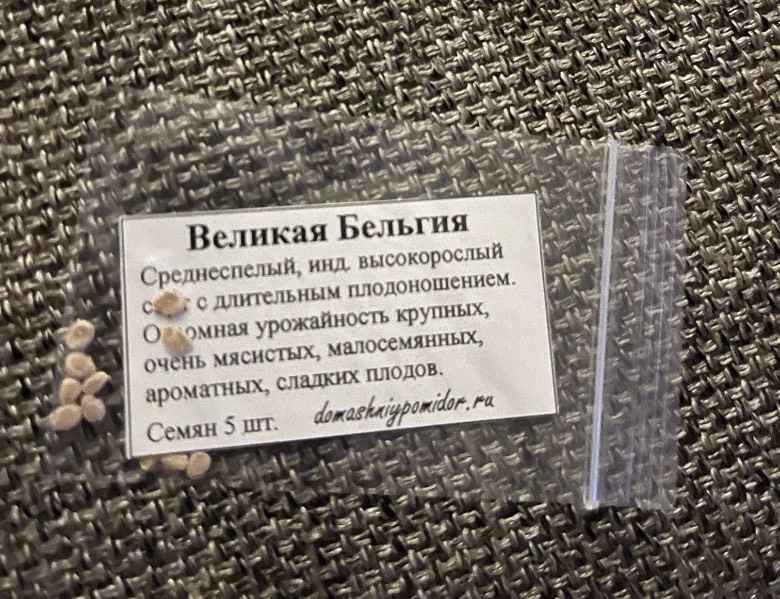 Великая Бельгия
Среднеспелый, инд. высокорослый
с длительным плодоношением.
урожайность крупных,
очень мясистых, малосемянных,
ароматных, сладких плодов.
Семян 5 шт. domashniypomidor.ru